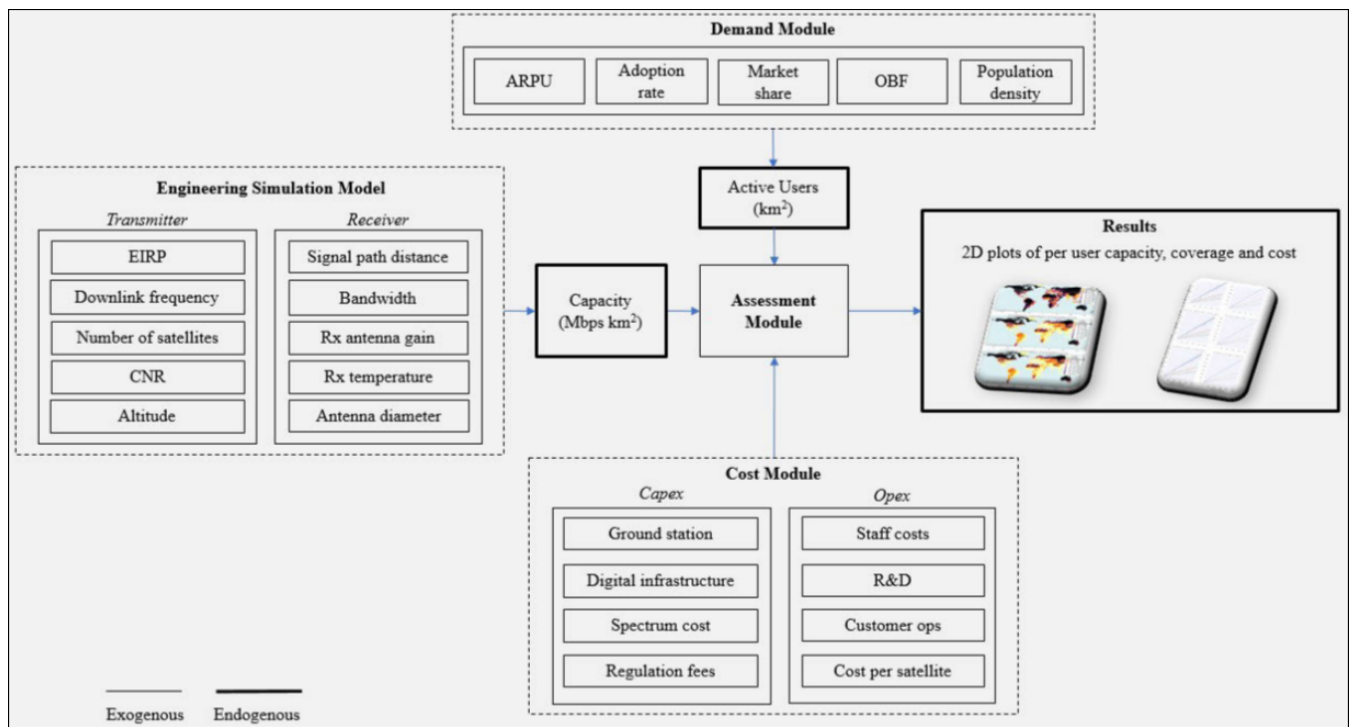 Demand Module
ARPU
Adoption
rate
Market
share
OBF
Population
density
Engineering Simulation Model
Transmitter
EIRP
Downlink frequency
Number of satellites
CNR
Altitude
Receiver
Signal path distance
Bandwidth
Rx antenna gain
Rx temperature
Antenna diameter
Capacity
(Mbps km²)
Active Users
(km²)
Assessment
Module
Results
2D plots of per user capacity, coverage and cost
Cost Module
Capex
Ground station
Digital infrastructure
Spectrum cost
Regulation fees
Opex
Staff costs
R&D
Customer ops
Cost per satellite
Exogenous
Endogenous